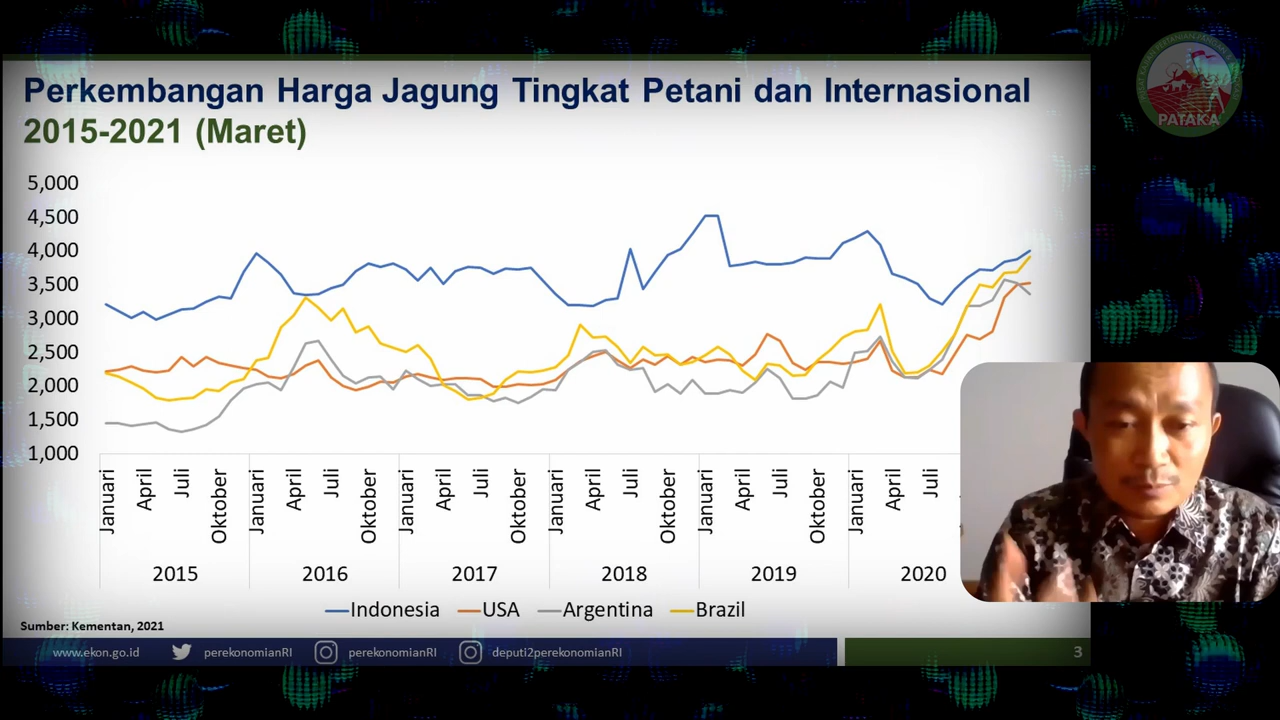 Perkembangan Harga Jagung Tingkat Petani dan Internasional
2015-2021 (Maret)
PATAKA
5,000
4,500
4,000
3,500
3,000
2,500
2,000
1,500
1,000
Januari April Juli Oktober Januari April Juli Oktober Januari April Juli Oktober Januari April Juli Oktober Januari April Juli Oktober Januari April Juli
2015 2016 2017 2018 2019 2020
Indonesia USA Argentina Brazil
Sumber: Kementan, 2021
www.ekon.go.id perekonomianRI perekonomianRI deputi2perekonomianRI 3